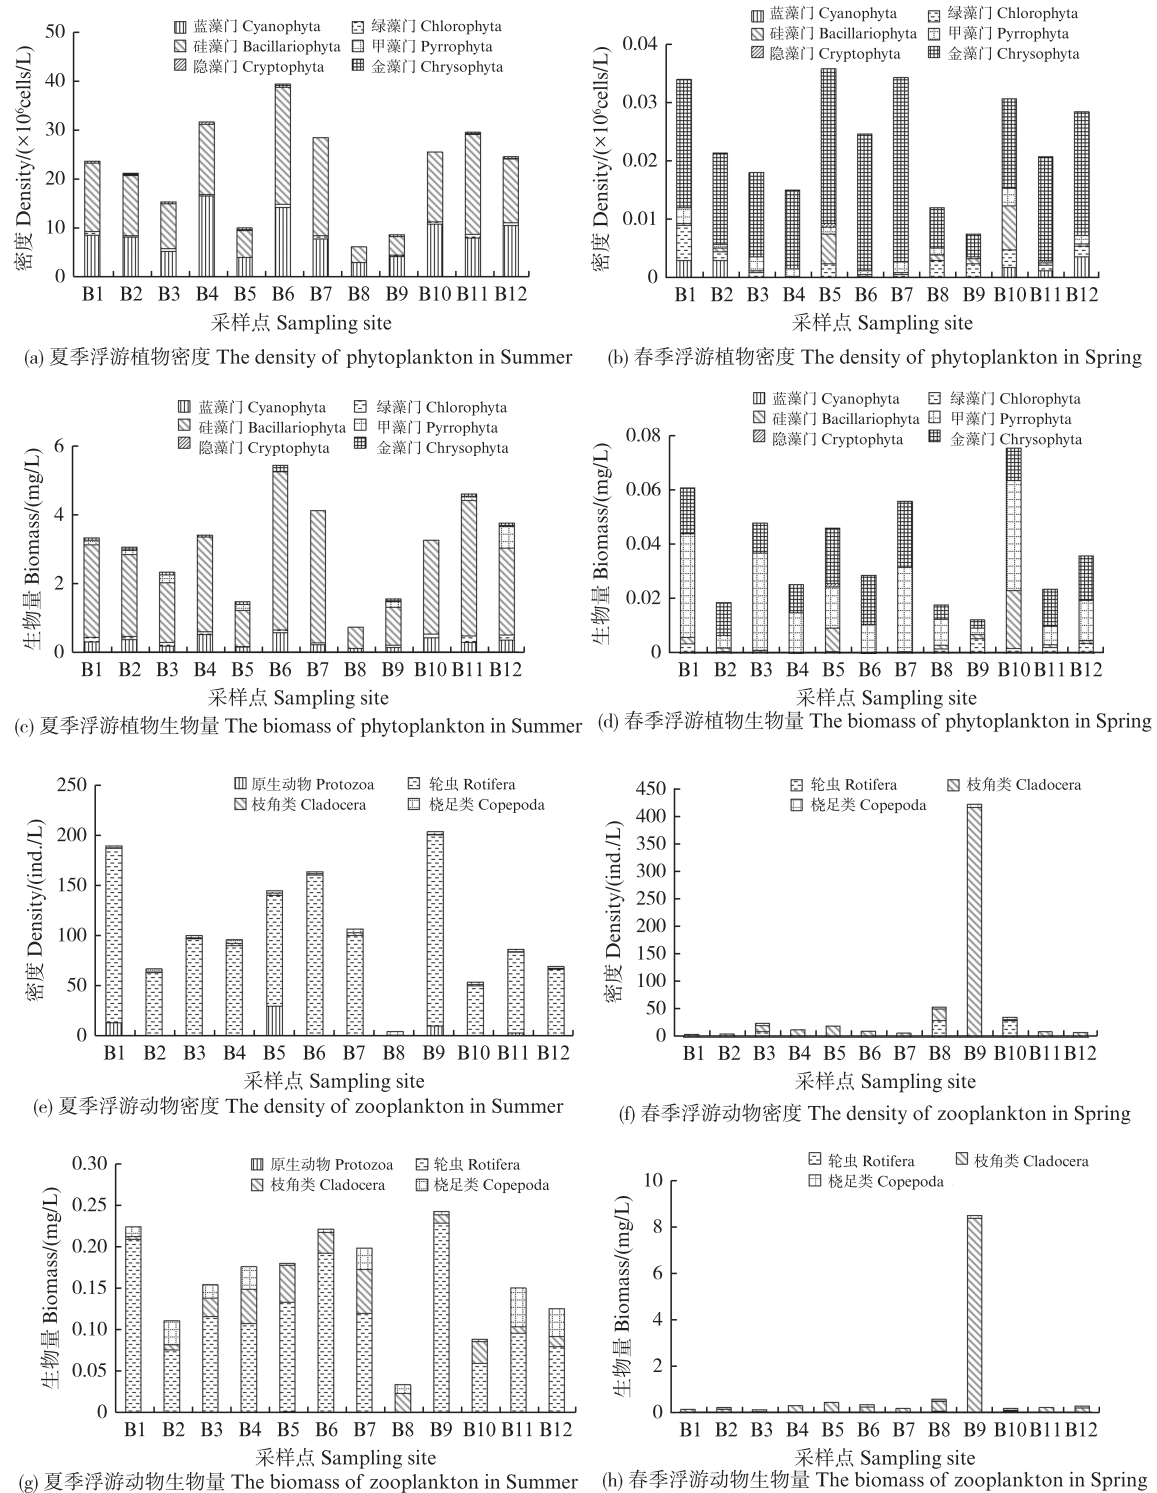 蓝藻门 Cyanophyta 绿藻门 Chlorophyta
硅藻门 Bacillariophyta 甲藻门 Pyrrophyta
隐藻门 Cryptophyta 金藻门 Chrysophyta
密度 Density/(×10⁶cells/L)
50
40
30
20
10
0
B1 B2 B3 B4 B5 B6 B7 B8 B9 B10 B11 B12
采样点 Sampling site
(a) 夏季浮游植物密度 The density of phytoplankton in Summer
蓝藻门 Cyanophyta 绿藻门 Chlorophyta
硅藻门 Bacillariophyta 甲藻门 Pyrrophyta
隐藻门 Cryptophyta 金藻门 Chrysophyta
密度 Density/(×10⁶cells/L)
0.04
0.03
0.02
0.01
0
B1 B2 B3 B4 B5 B6 B7 B8 B9 B10 B11 B12
采样点 Sampling site
(b) 春季浮游植物密度 The density of phytoplankton in Spring
蓝藻门 Cyanophyta 绿藻门 Chlorophyta
硅藻门 Bacillariophyta 甲藻门 Pyrrophyta
隐藻门 Cryptophyta 金藻门 Chrysophyta
生物量 Biomass/(mg/L)
6
4
2
0
B1 B2 B3 B4 B5 B6 B7 B8 B9 B10 B11 B12
采样点 Sampling site
(c) 夏季浮游植物生物量 The biomass of phytoplankton in Summer
蓝藻门 Cyanophyta 绿藻门 Chlorophyta
硅藻门 Bacillariophyta 甲藻门 Pyrrophyta
隐藻门 Cryptophyta 金藻门 Chrysophyta
生物量 Biomass/(mg/L)
0.08
0.06
0.04
0.02
0
B1 B2 B3 B4 B5 B6 B7 B8 B9 B10 B11 B12
采样点 Sampling site
(d) 春季浮游植物生物量 The biomass of phytoplankton in Spring
原生动物 Protozoa 轮虫 Rotifera
枝角类 Cladocera 桡足类 Copepoda
密度 Density/(ind./L)
250
200
150
100
50
0
B1 B2 B3 B4 B5 B6 B7 B8 B9 B10 B11 B12
采样点 Sampling site
(e) 夏季浮游动物密度 The density of zooplankton in Summer
轮虫 Rotifera 枝角类 Cladocera
桡足类 Copepoda
密度 Density/(ind./L)
450
400
350
300
250
200
150
100
50
0
B1 B2 B3 B4 B5 B6 B7 B8 B9 B10 B11 B12
采样点 Sampling site
(f) 春季浮游动物密度 The density of zooplankton in Spring
原生动物 Protozoa 轮虫 Rotifera
枝角类 Cladocera 桡足类 Copepoda
生物量 Biomass/(mg/L)
0.30
0.25
0.20
0.15
0.10
0.05
0
B1 B2 B3 B4 B5 B6 B7 B8 B9 B10 B11 B12
采样点 Sampling site
(g) 夏季浮游动物生物量 The biomass of zooplankton in Summer
轮虫 Rotifera 枝角类 Cladocera
桡足类 Copepoda
生物量 Biomass/(mg/L)
10
8
6
4
2
0
B1 B2 B3 B4 B5 B6 B7 B8 B9 B10 B11 B12
采样点 Sampling site
(h) 春季浮游动物生物量 The biomass of zooplankton in Spring